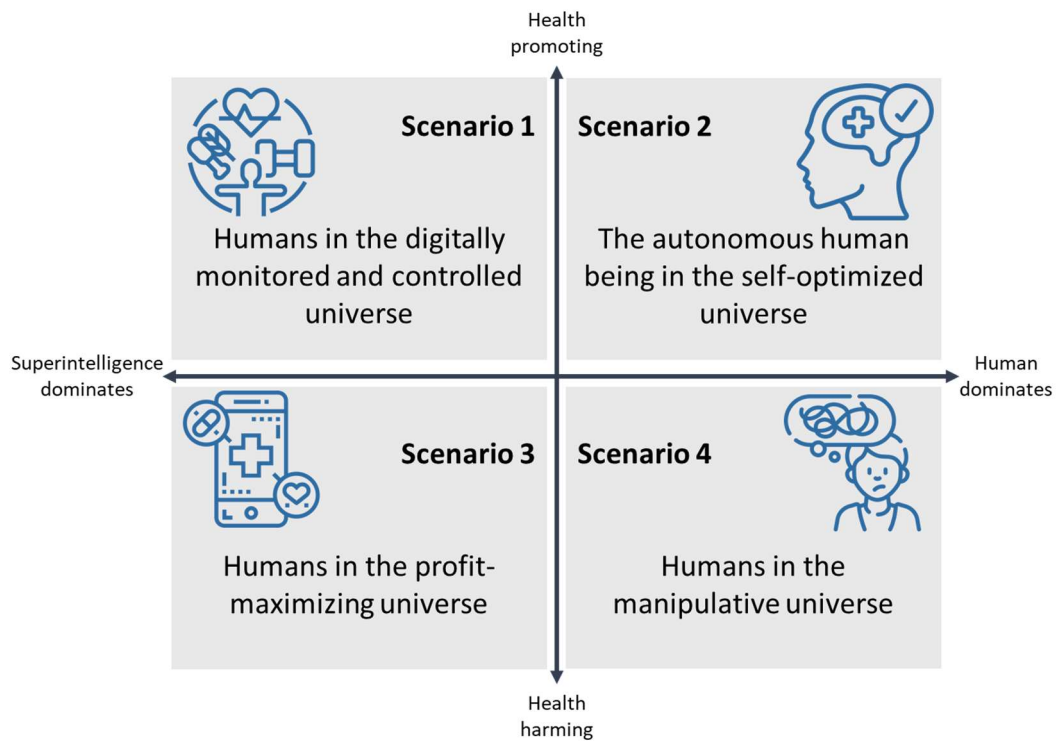 Health
promoting
Scenario 1
Scenario 2
Humans in the digitally
monitored and controlled
universe
The autonomous human
being in the self-optimized
universe
Superintelligence
dominates
Human
dominates
Scenario 3
Scenario 4
Humans in the profit-
maximizing universe
Humans in the
manipulative universe
Health
harming